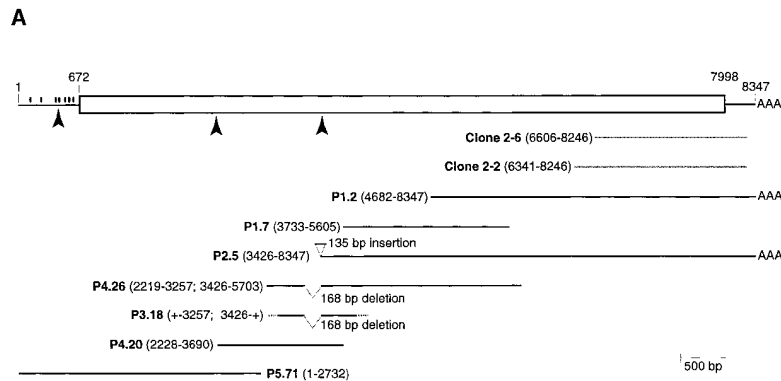 A
1 672 7998 8347
AAA
Clone 2-6 (6606-8246)
Clone 2-2 (6341-8246)
P1.2 (4682-8347) AAA
P1.7 (3733-5605)
135 bp insertion
P2.5 (3426-8347) AAA
P4.26 (2219-3257; 3426-5703)
168 bp deletion
P3.18 (+-3257; 3426-+)
168 bp deletion
P4.20 (2228-3690)
500 bp
P5.71 (1-2732)